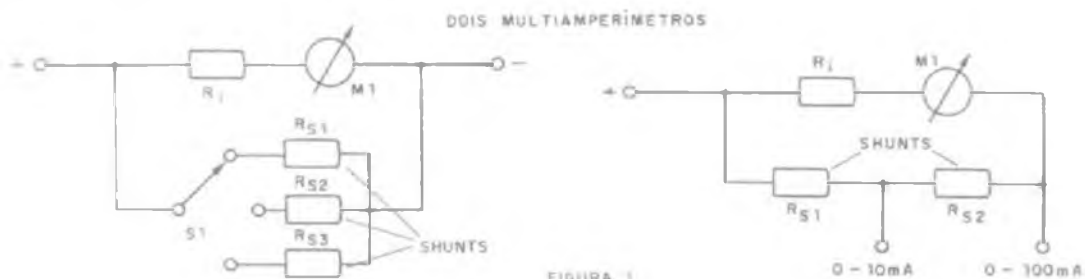 DOIS MULTIAMPERÍMETROS
+
Ri
M1
−
RS1
RS2
RS3
S1
SHUNTS
+
Ri
M1
SHUNTS
RS1
RS2
0 - 10mA
0 - 100mA
FIGURA 1